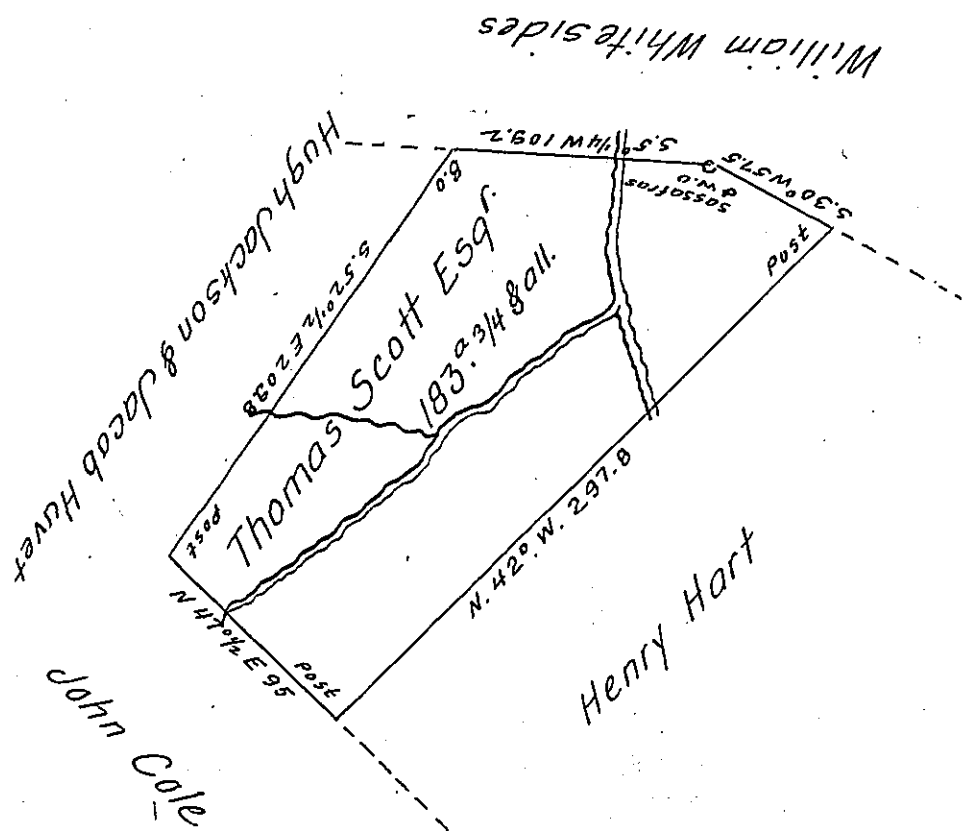 William Whitesides
Hugh Jackson & Jacob Huvet
S.5°¼W 109.2
S.30°W 57.5
sassafras
& W.O
B.O
post
S.52°½ E 203.8
Thomas Scott Esqr.
183.a 3/4 & all.
post
N 47°½ E 95
post
N. 42°. W. 297.8
Henry Hart
John Cole